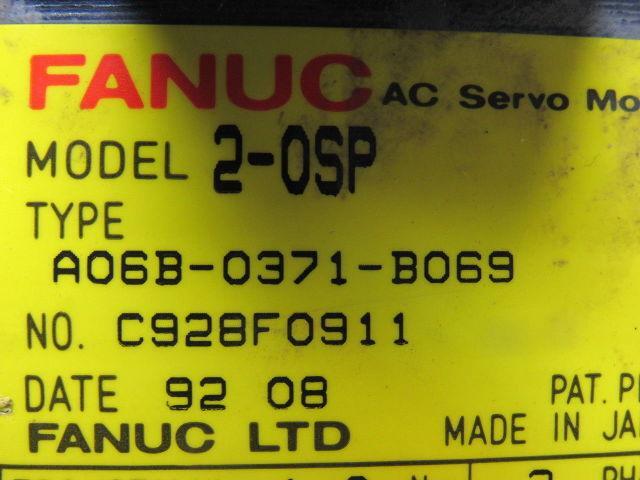 FANUC AC Servo Mo
MODEL 2-0SP
TYPE
A06B-0371-B069
NO. C928F0911
DATE 92 08
PAT. P
FANUC LTD MADE IN JA